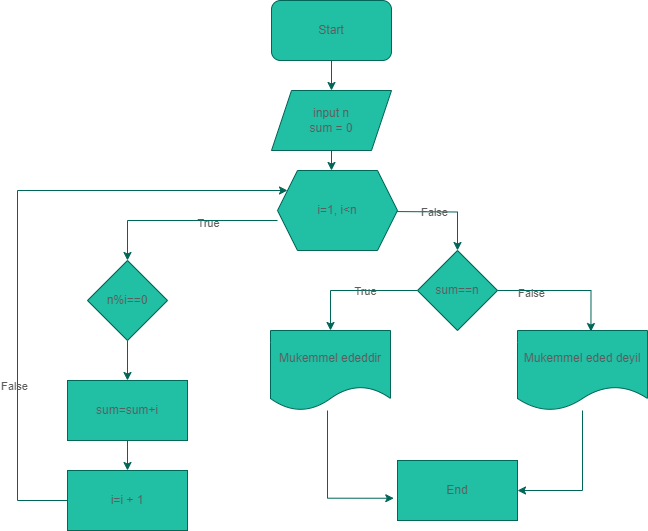 Start
input n
sum = 0
i=1, i<n
True
False
n%i==0
sum==n
True
False
Mukemmel ededdir
Mukemmel eded deyil
False
sum=sum+i
i=i + 1
End